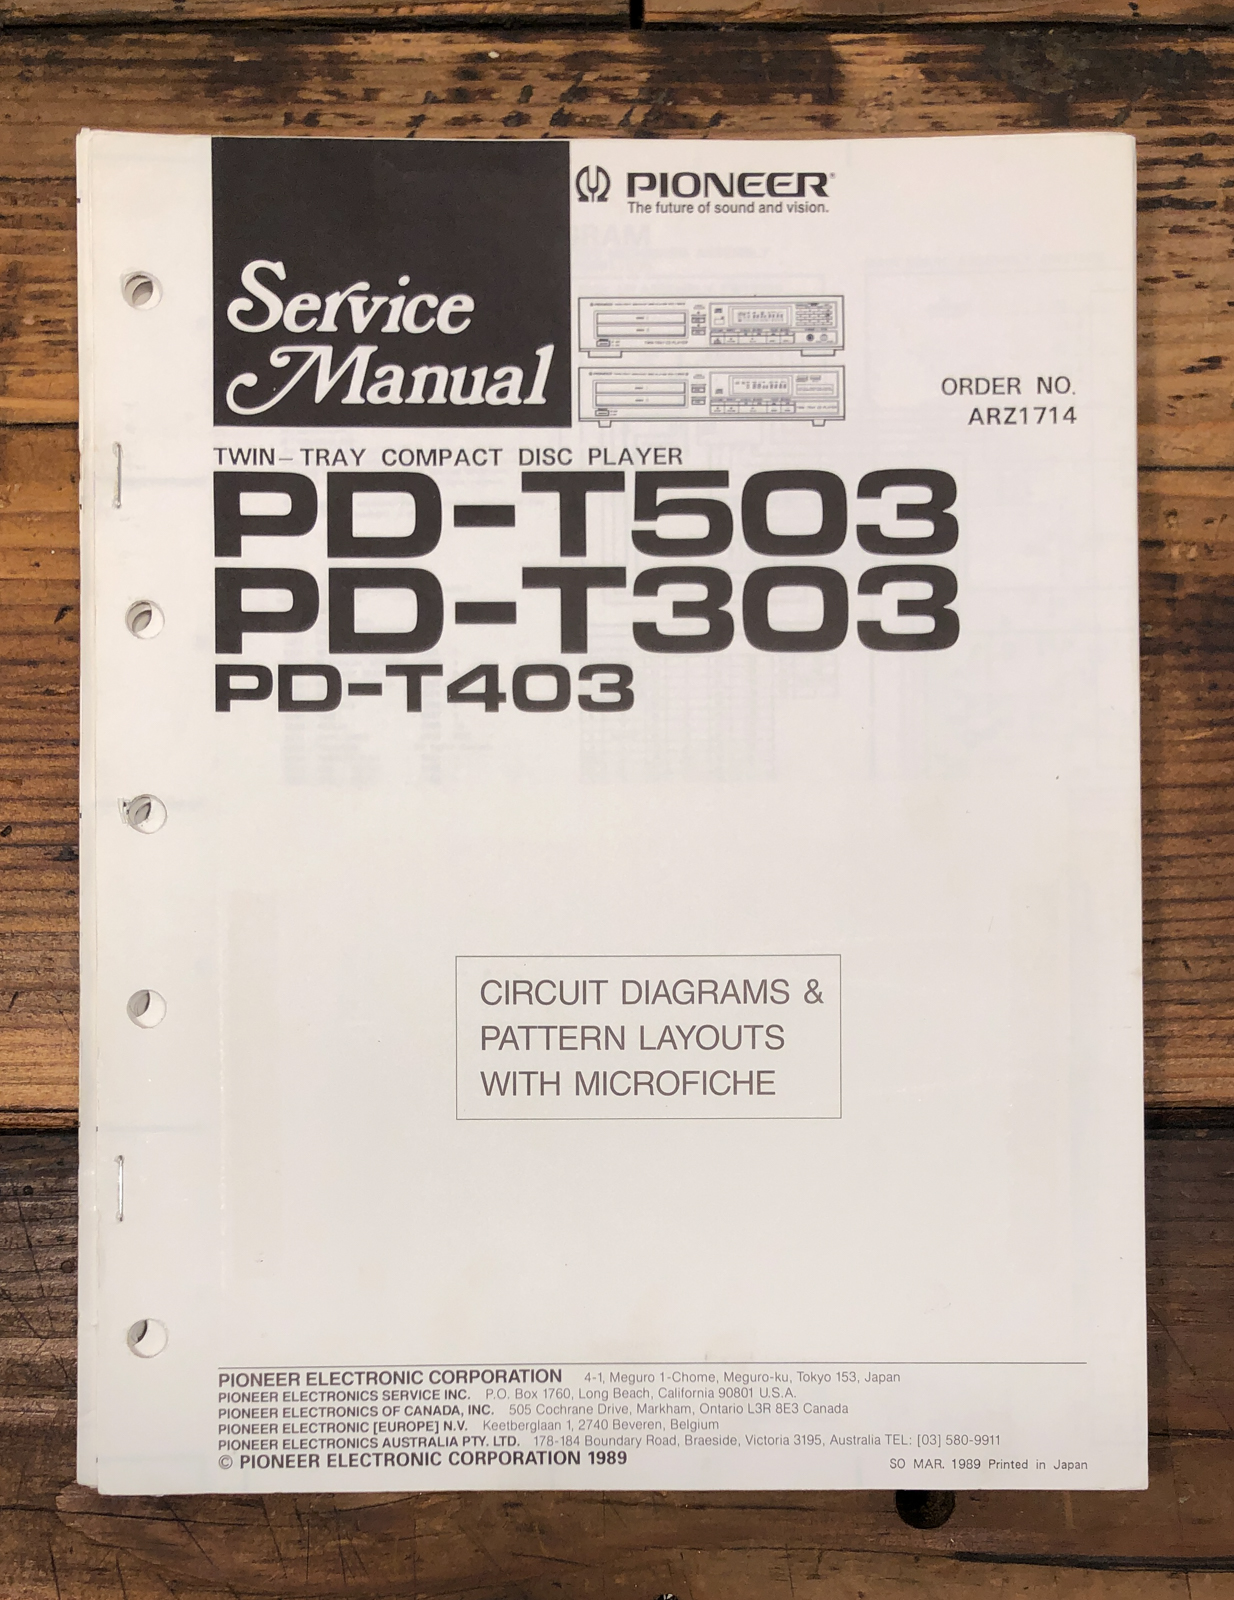 Service
Manual
PIONEER®
The future of sound and vision.
ORDER NO.
ARZ1714
TWIN-TRAY COMPACT DISC PLAYER
PD-T503
PD-T303
PD-T403
CIRCUIT DIAGRAMS &
PATTERN LAYOUTS
WITH MICROFICHE
PIONEER ELECTRONIC CORPORATION 4-1, Meguro 1-Chome, Meguro-ku, Tokyo 153, Japan
PIONEER ELECTRONICS SERVICE INC. P.O. Box 1760, Long Beach, California 90801 U.S.A.
PIONEER ELECTRONICS OF CANADA, INC. 505 Cochrane Drive, Markham, Ontario L3R 8E3 Canada
PIONEER ELECTRONIC [EUROPE] N.V. Keetberglaan 1, 2740 Beveren, Belgium
PIONEER ELECTRONICS AUSTRALIA PTY. LTD. 178-184 Boundary Road, Braeside, Victoria 3195, Australia TEL: [03] 580-9911
© PIONEER ELECTRONIC CORPORATION 1989
SO MAR. 1989 Printed in Japan